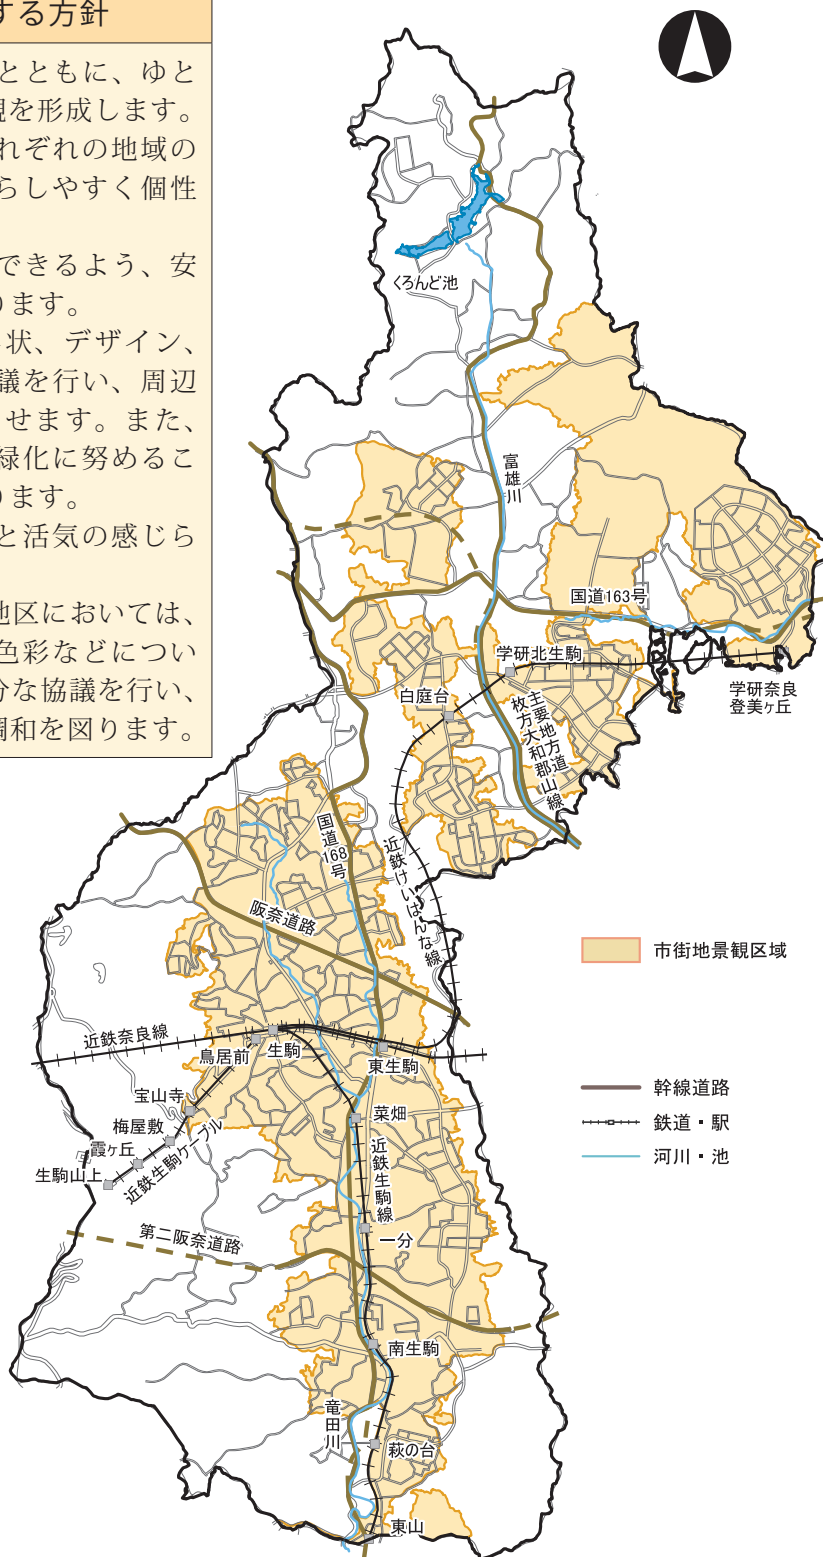 する方針
とともに、ゆと
観を形成します。
れぞれの地域の
らしやすく個性
できるよう、安
ります。
状、デザイン、
議を行い、周辺
せます。また、
緑化に努めるこ
ります。
と活気の感じら
地区においては、
色彩などについ
分な協議を行い、
調和を図ります。
くろんど池
富雄川
国道163号
学研北生駒
白庭台
学研奈良
登美ヶ丘
主要地方道
枚方大和郡山線
国道168号
近鉄けいはんな線
阪奈道路
市街地景観区域
近鉄奈良線
鳥居前
生駒
東生駒
宝山寺
菜畑
梅屋敷
霞ヶ丘
生駒山上
近鉄生駒ケーブル
近鉄生駒線
第二阪奈道路
一分
南生駒
竜田川
萩の台
東山
幹線道路
鉄道・駅
河川・池